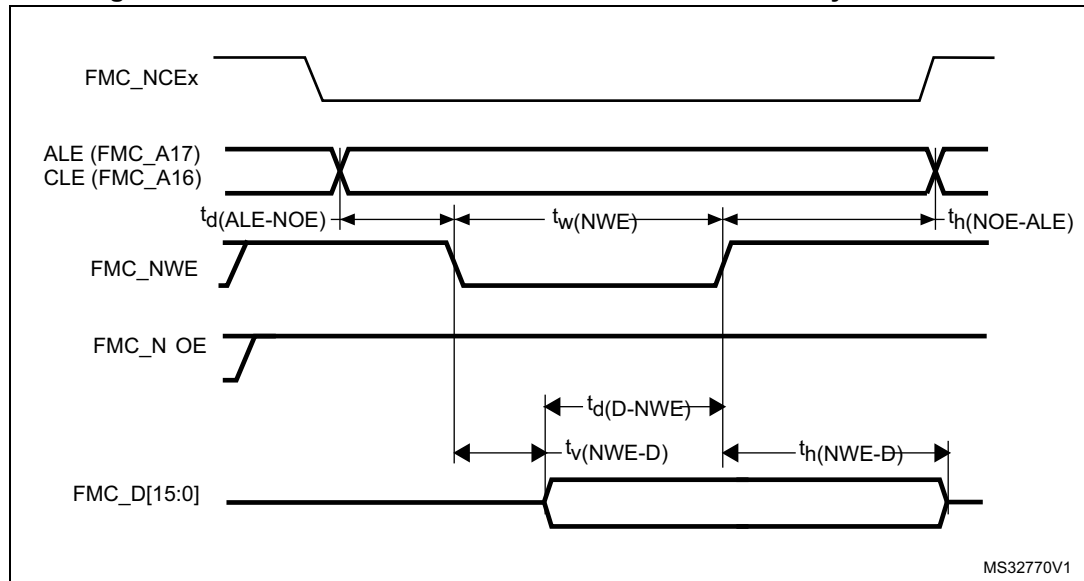 FMC_NCEx
ALE (FMC_A17)
CLE (FMC_A16)
td(ALE-NOE)
tw(NWE)
th(NOE-ALE)
FMC_NWE
FMC_N OE
td(D-NWE)
tv(NWE-D)
th(NWE-D)
FMC_D[15:0]
MS32770V1